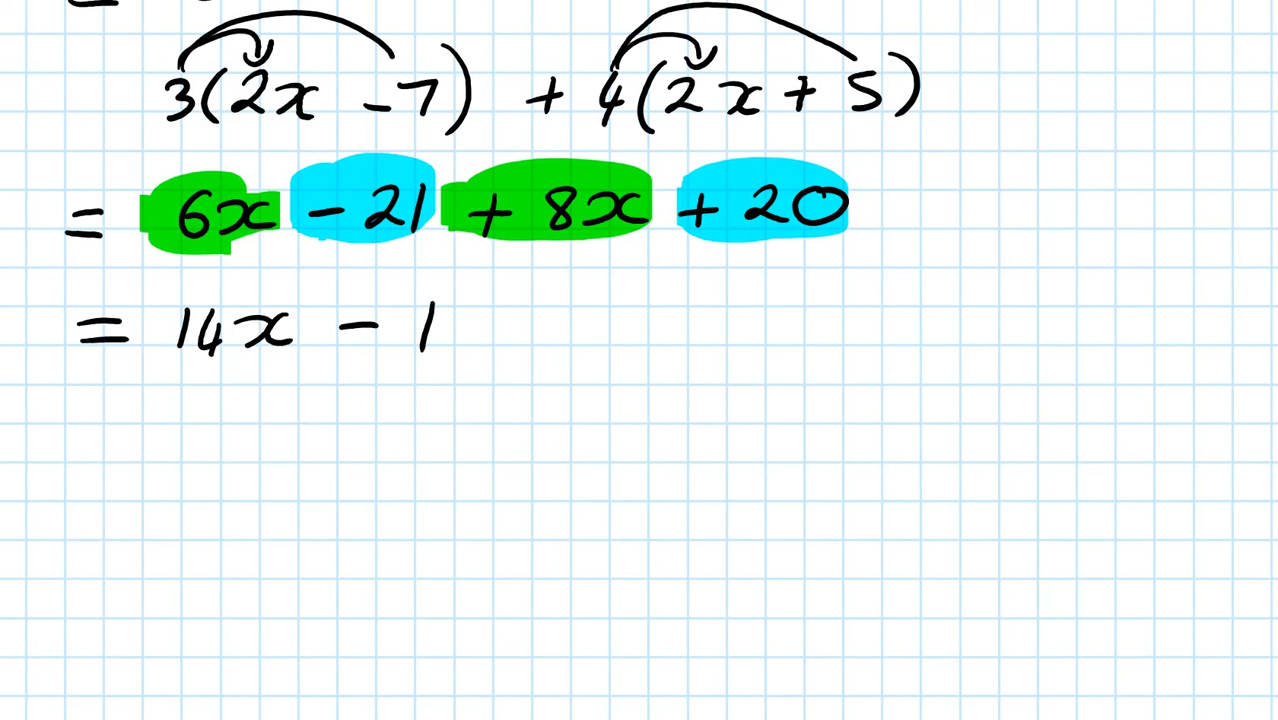 3(2x - 7) + 4(2x + 5)
= 6x - 21 + 8x + 20
= 14x - 1